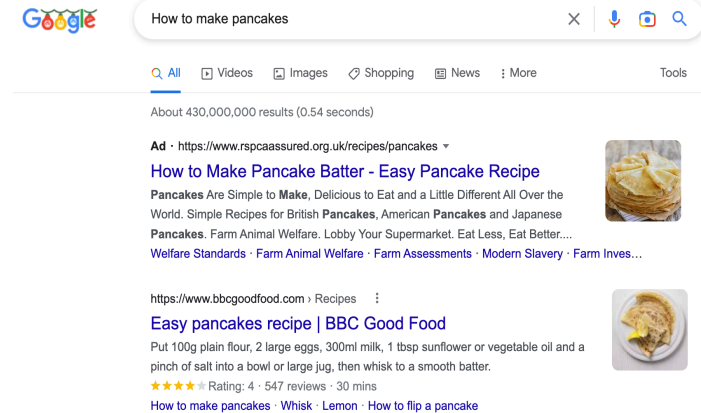 Google
How to make pancakes
All Videos Images Shopping News More Tools
About 430,000,000 results (0.54 seconds)
Ad · https://www.rspcaassured.org.uk/recipes/pancakes
How to Make Pancake Batter - Easy Pancake Recipe
Pancakes Are Simple to Make, Delicious to Eat and a Little Different All Over the
World. Simple Recipes for British Pancakes, American Pancakes and Japanese
Pancakes. Farm Animal Welfare. Lobby Your Supermarket. Eat Less, Eat Better....
Welfare Standards · Farm Animal Welfare · Farm Assessments · Modern Slavery · Farm Inves...
https://www.bbcgoodfood.com › Recipes
Easy pancakes recipe | BBC Good Food
Put 100g plain flour, 2 large eggs, 300ml milk, 1 tbsp sunflower or vegetable oil and a
pinch of salt into a bowl or large jug, then whisk to a smooth batter.
Rating: 4 · 547 reviews · 30 mins
How to make pancakes · Whisk · Lemon · How to flip a pancake